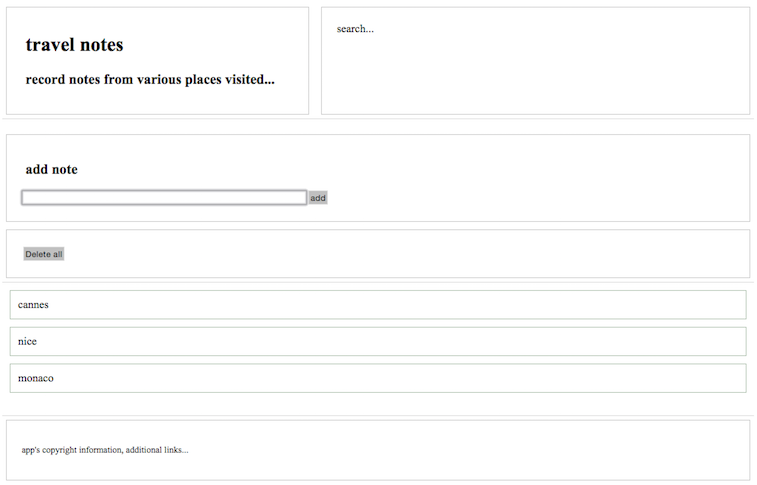 travel notes
record notes from various places visited...
search...
add note
add
Delete all
cannes
nice
monaco
app's copyright information, additional links...